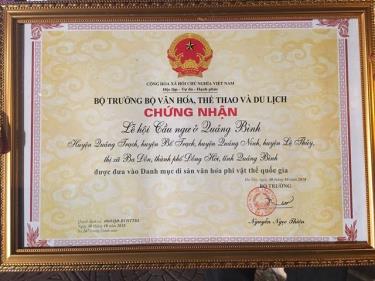 CỘNG HÒA XÃ HỘI CHỦ NGHĨA VIỆT NAM
Độc lập - Tự do - Hạnh phúc
BỘ TRƯỞNG BỘ VĂN HÓA, THỂ THAO VÀ DU LỊCH
CHỨNG NHẬN
Lễ hội Cầu ngư ở Quảng Bình
Huyện Quảng Trạch, huyện Bố Trạch, huyện Quảng Ninh, huyện Lệ Thủy,
thị xã Ba Đồn, thành phố Đồng Hới, tỉnh Quảng Bình
được đưa vào Danh mục di sản văn hóa phi vật thể quốc gia
BỘ TRƯỞNG
Nguyễn Ngọc Thiện